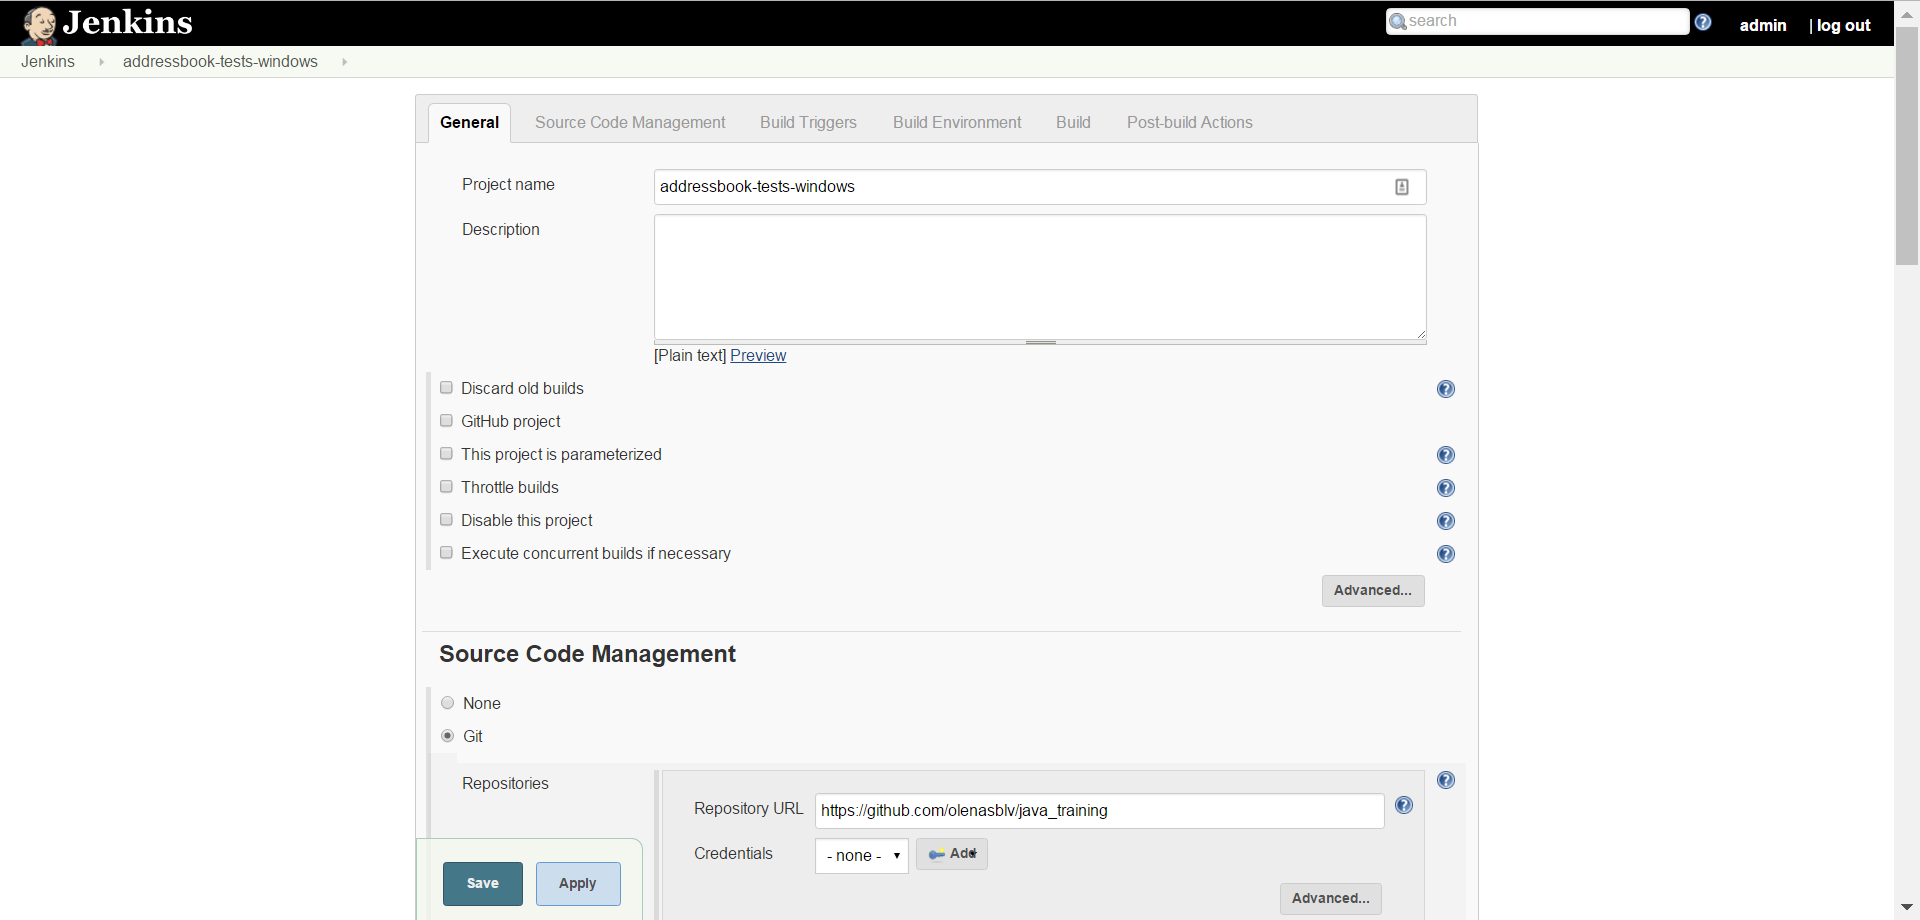 Jenkins
search
admin | log out
Jenkins addressbook-tests-windows
General Source Code Management Build Triggers Build Environment Build Post-build Actions
Project name addressbook-tests-windows
Description
[Plain text] Preview
Discard old builds
GitHub project
This project is parameterized
Throttle builds
Disable this project
Execute concurrent builds if necessary
Advanced...
Source Code Management
None
Git
Repositories
Repository URL https://github.com/olenasblv/java_training
Credentials - none - Add
Save Apply
Advanced...